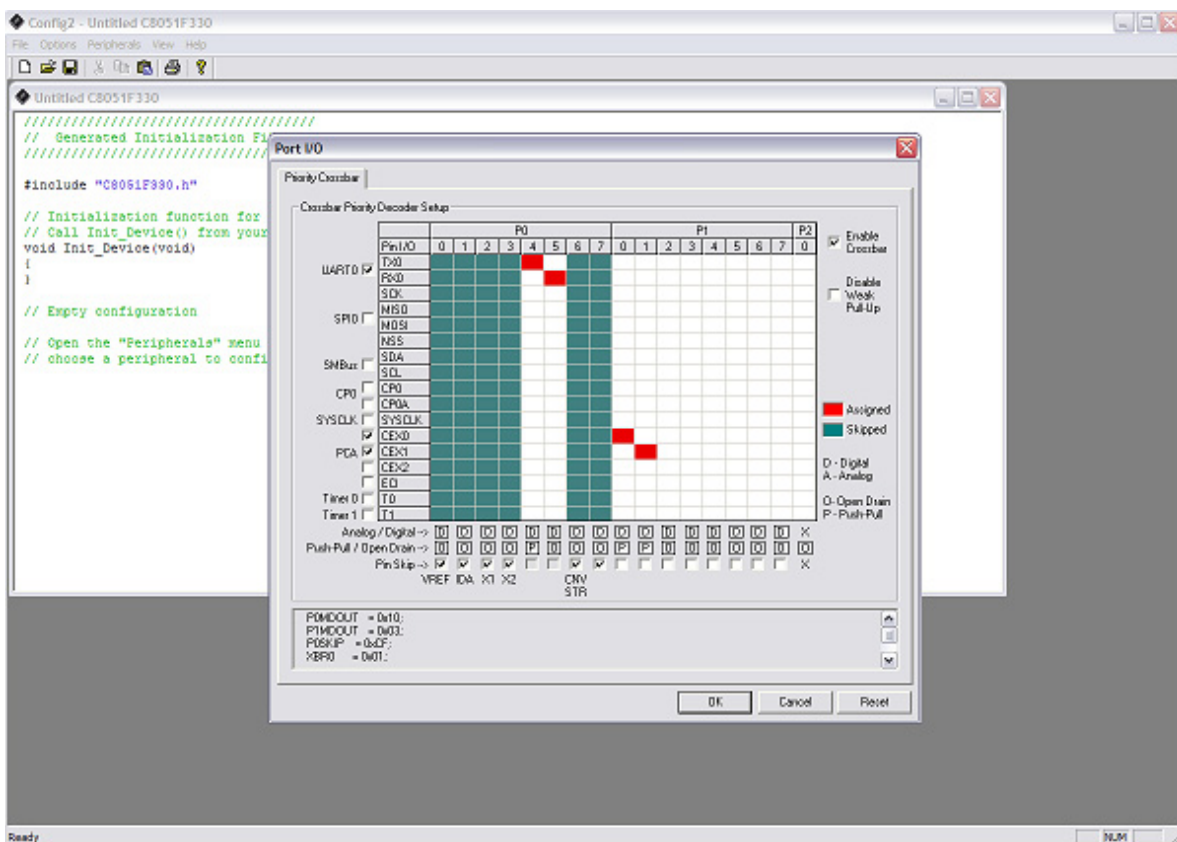 Config2 - Untitled C8051F330
File Options Peripherals View Help
Untitled C8051F330
/////////////////////////////////////
// Generated Initialization Fi
#include "C8051F330.h"
// Initialization function for
// Call Init_Device() from your
void Init_Device(void)
{
}
// Empty configuration
// Open the "Peripherals" menu
// choose a peripheral to confi
Port I/O
Priority Crossbar
Crossbar Priority Decoder Setup
P0 P1 P2
Pin I/O 0 1 2 3 4 5 6 7 0 1 2 3 4 5 6 7 0
UART0 TX0
RX0
SCK
SPI0 MISO
MOSI
NSS
SMBus SDA
SCL
CP0 CP0
CP0A
SYSCLK SYSCLK
CEX0
PCA CEX1
CEX2
ECI
Timer 0 T0
Timer 1 T1
Enable Crossbar
Disable Weak Pull-Up
Assigned
Skipped
D - Digital
A - Analog
O - Open Drain
P - Push-Pull
Analog / Digital -> D D D D D D D D D D D D D D D D X
Push-Pull / Open Drain -> O O O O P O O O P P O O O O O O O
Pin Skip -> X
VREF IDA X1 X2 CNV STR
P0MDOUT = 0x10;
P1MDOUT = 0x03;
P0SKIP = 0xCF;
XBR0 = 0x01;
OK Cancel Reset
Ready NUM